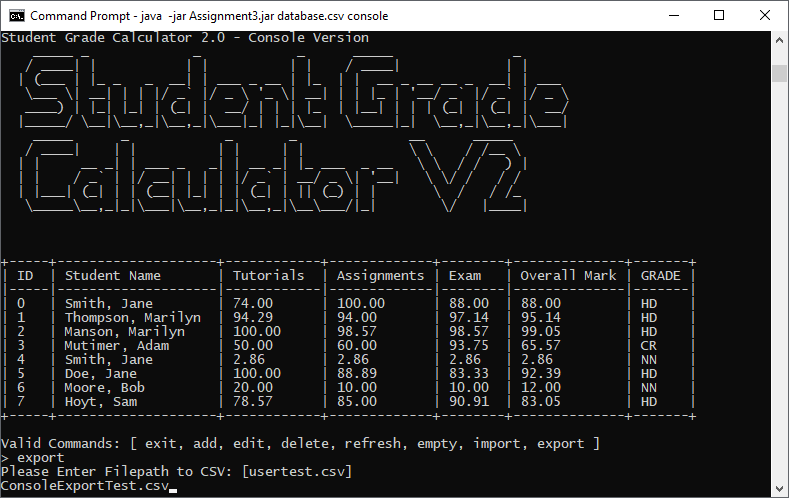 Command Prompt - java  -jar Assignment3.jar database.csv console
Student Grade Calculator 2.0 - Console Version
Student Grade
Calculator V2
| ID | Student Name | Tutorials | Assignments | Exam | Overall Mark | GRADE |
| 0 | Smith, Jane | 74.00 | 100.00 | 88.00 | 88.00 | HD |
| 1 | Thompson, Marilyn | 94.29 | 94.00 | 97.14 | 95.14 | HD |
| 2 | Manson, Marilyn | 100.00 | 98.57 | 98.57 | 99.05 | HD |
| 3 | Mutimer, Adam | 50.00 | 60.00 | 93.75 | 65.57 | CR |
| 4 | Smith, Jane | 2.86 | 2.86 | 2.86 | 2.86 | NN |
| 5 | Doe, Jane | 100.00 | 88.89 | 83.33 | 92.39 | HD |
| 6 | Moore, Bob | 20.00 | 10.00 | 10.00 | 12.00 | NN |
| 7 | Hoyt, Sam | 78.57 | 85.00 | 90.91 | 83.05 | HD |
Valid Commands: [ exit, add, edit, delete, refresh, empty, import, export ]
> export
Please Enter Filepath to CSV: [usertest.csv]
ConsoleExportTest.csv